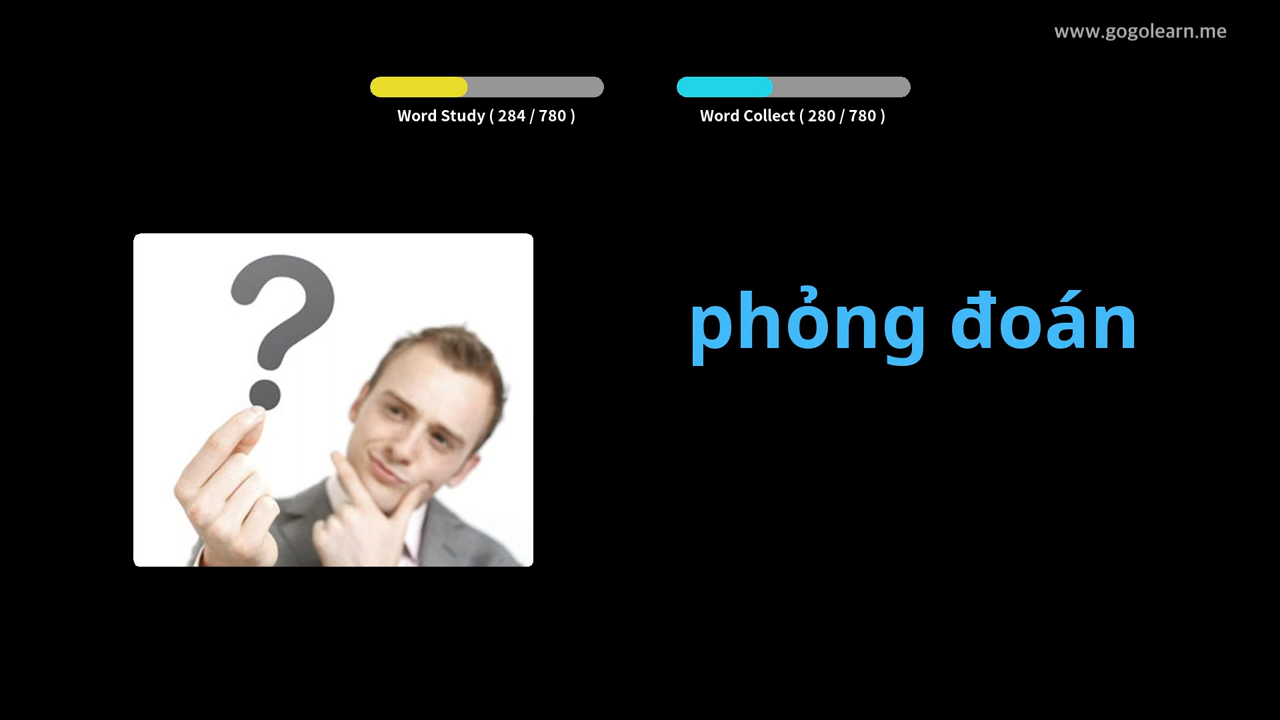 www.gogolearn.me
Word Study ( 284 / 780 )
Word Collect ( 280 / 780 )
?
phỏng đoán